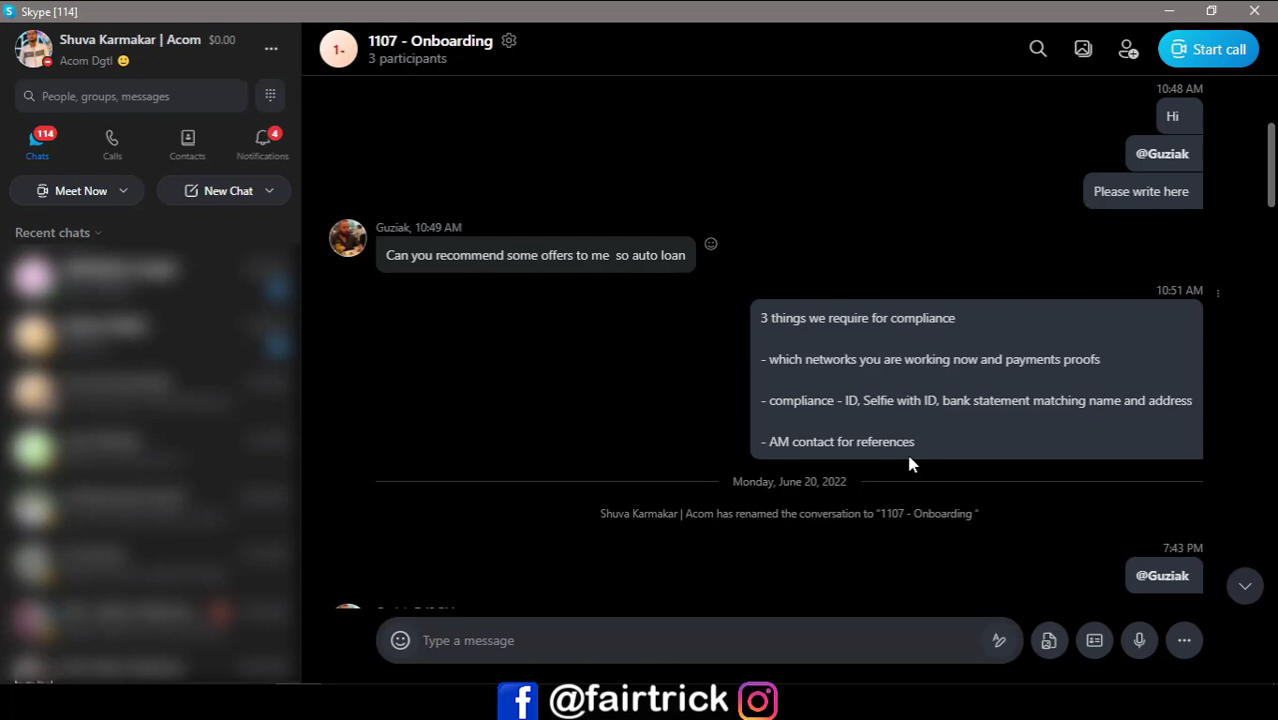 Skype [114]
Shuva Karmakar | Acom $0.00
Acom Dgtl
People, groups, messages
114
4
Chats
Calls
Contacts
Notifications
Meet Now
New Chat
Recent chats
1-
1107 - Onboarding
3 participants
Start call
10:48 AM
Hi
@Guziak
Please write here
Guziak, 10:49 AM
Can you recommend some offers to me so auto loan
10:51 AM
3 things we require for compliance
- which networks you are working now and payments proofs
- compliance - ID, Selfie with ID, bank statement matching name and address
- AM contact for references
Monday, June 20, 2022
Shuva Karmakar | Acom has renamed the conversation to "1107 - Onboarding "
7:43 PM
@Guziak
Type a message
@fairtrick